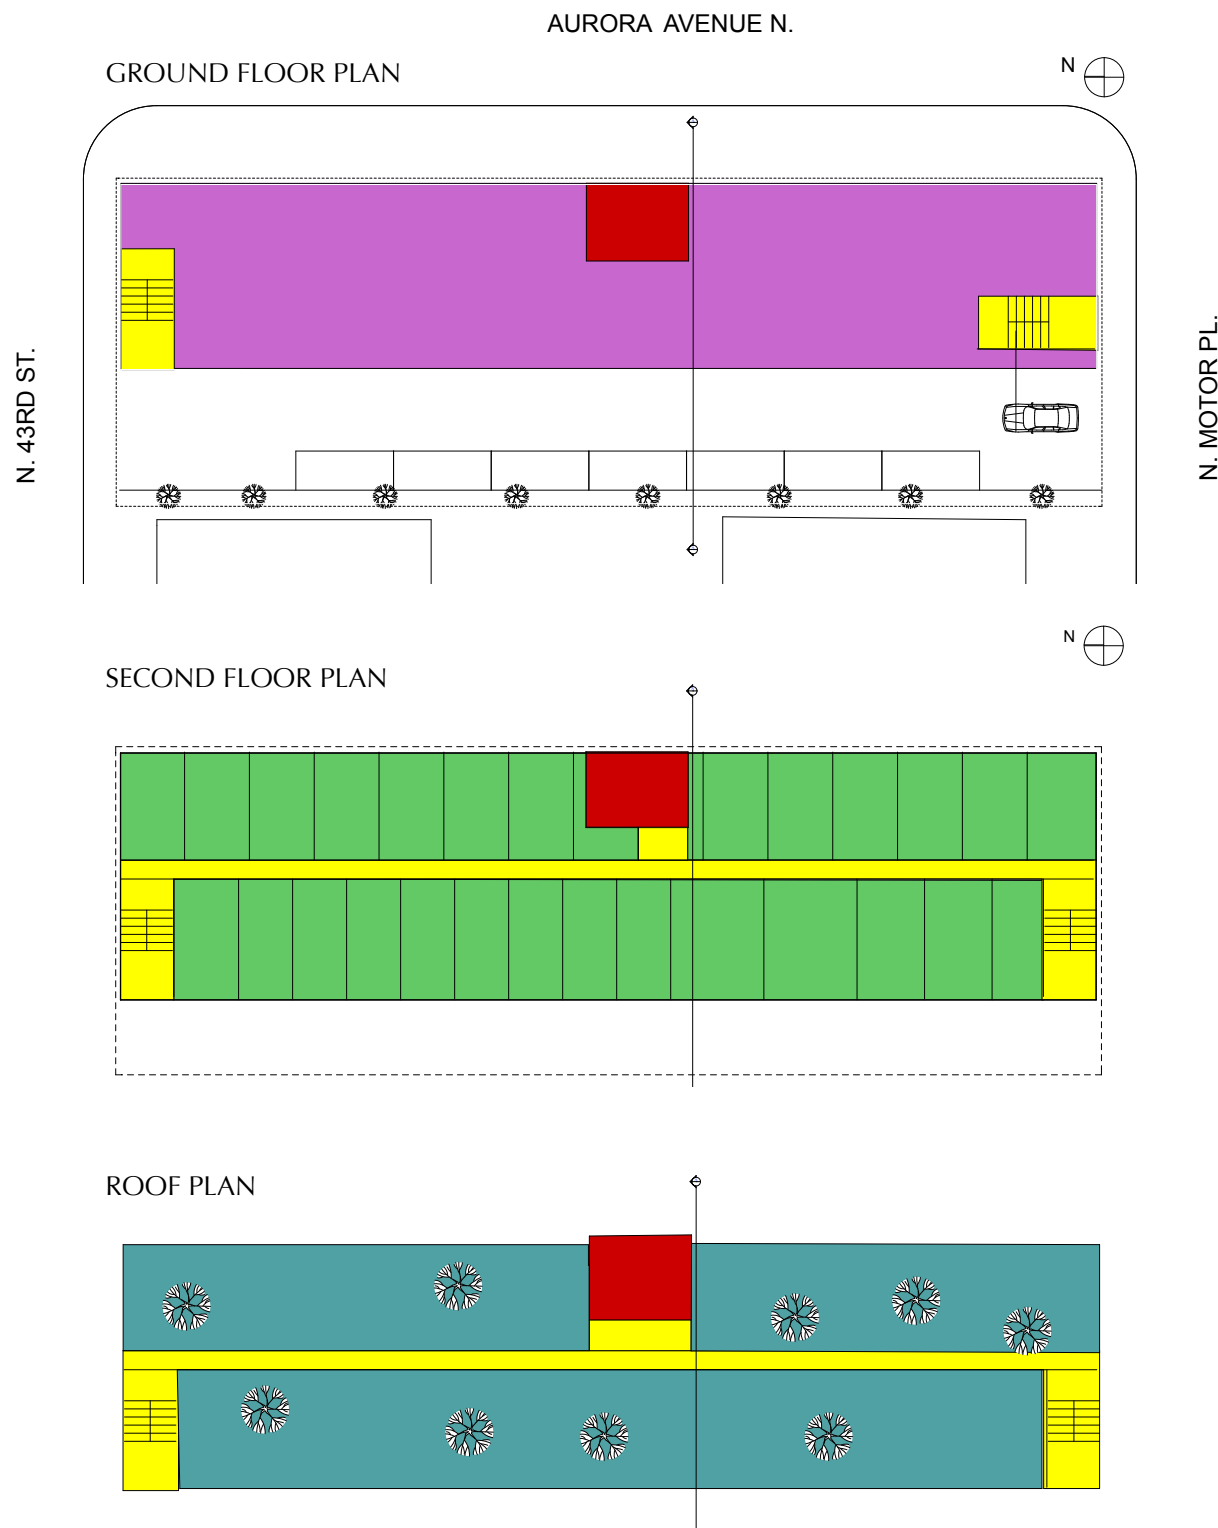 AURORA AVENUE N.
GROUND FLOOR PLAN
N
N. 43RD ST.
N. MOTOR PL.
N
SECOND FLOOR PLAN
ROOF PLAN